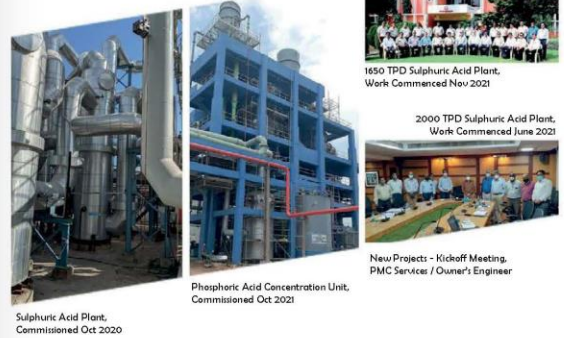 1650 TPD Sulphuric Acid Plant,
Work Commenced Nov 2021
2000 TPD Sulphuric Acid Plant,
Work Commenced June 2021
New Projects - Kickoff Meeting,
PMC Services / Owner's Engineer
Phosphoric Acid Concentration Unit,
Commissioned Oct 2021
Sulphuric Acid Plant,
Commissioned Oct 2020